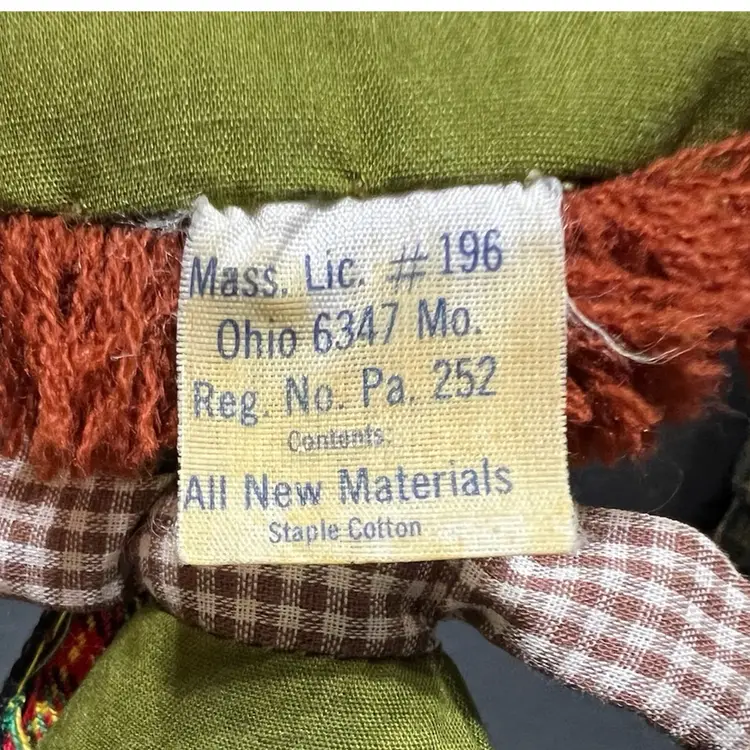 Mass. Lic. # 196
Ohio 6347 Mo.
Reg. No. Pa. 252
Contents:
All New Materials
Staple Cotton